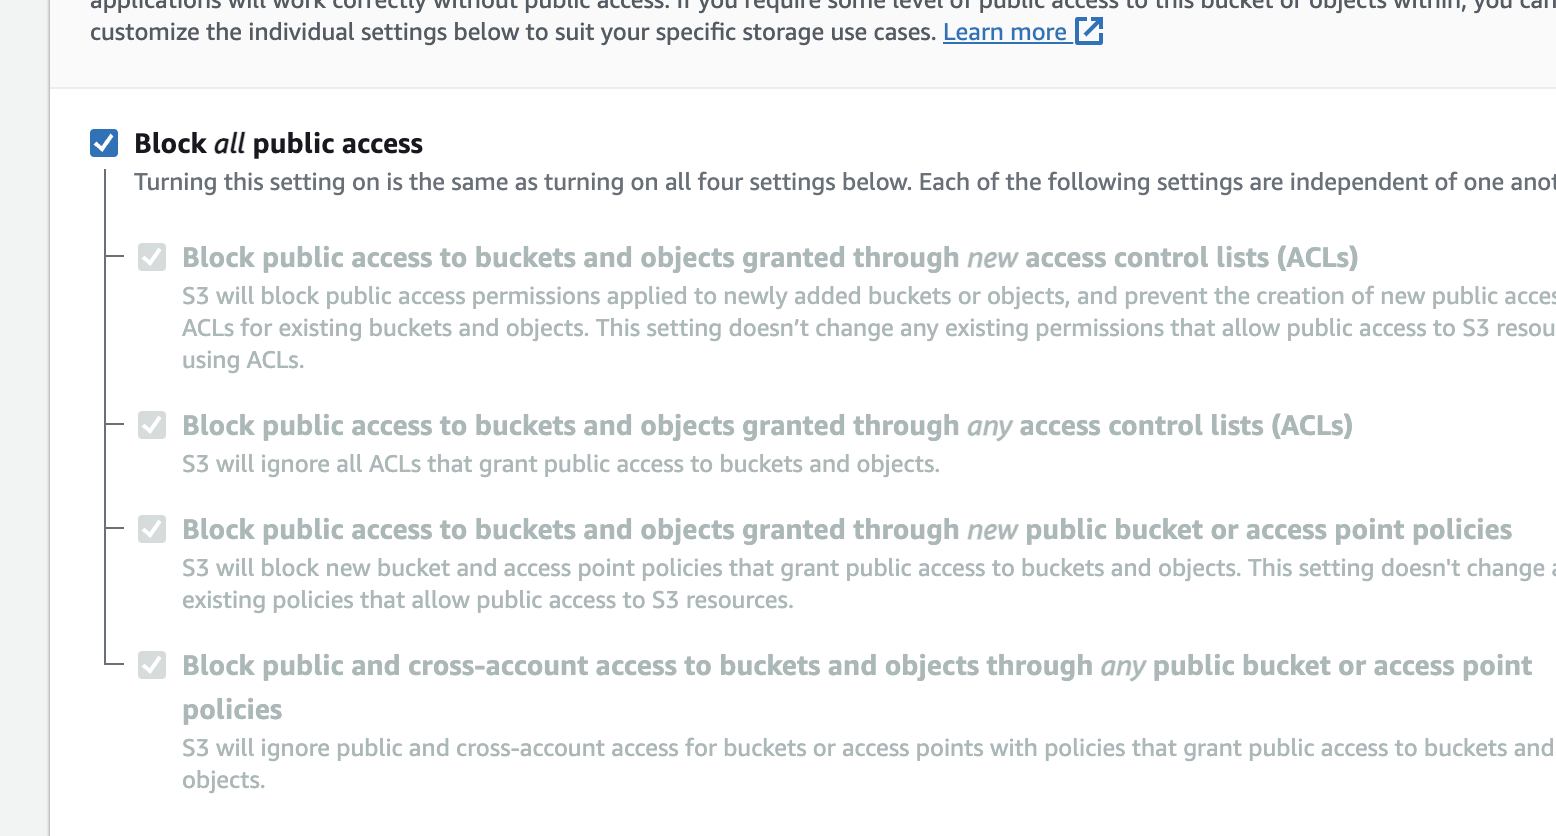 applications will work correctly without public access. If you require some level of public access to this bucket or objects within, you can
customize the individual settings below to suit your specific storage use cases. Learn more
Block all public access
Turning this setting on is the same as turning on all four settings below. Each of the following settings are independent of one
Block public access to buckets and objects granted through new access control lists (ACLs)
S3 will block public access permissions applied to newly added buckets or objects, and prevent the creation of new public
ACLs for existing buckets and objects. This setting doesn’t change any existing permissions that allow public access to S3
using ACLs.
Block public access to buckets and objects granted through any access control lists (ACLs)
S3 will ignore all ACLs that grant public access to buckets and objects.
Block public access to buckets and objects granted through new public bucket or access point policies
S3 will block new bucket and access point policies that grant public access to buckets and objects. This setting doesn't change
existing policies that allow public access to S3 resources.
Block public and cross-account access to buckets and objects through any public bucket or access point
policies
S3 will ignore public and cross-account access for buckets or access points with policies that grant public access to buckets and
objects.